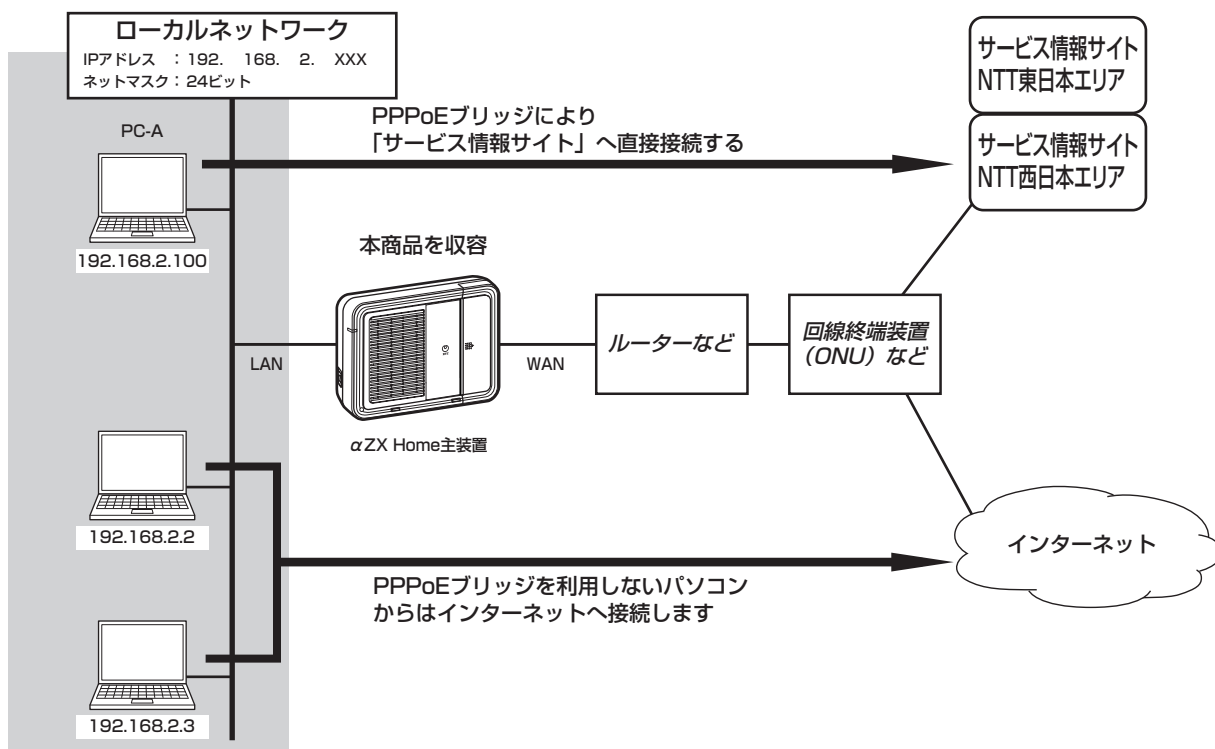 ローカルネットワーク
IPアドレス ：192. 168. 2. XXX
ネットマスク：24ビット
PC-A
192.168.2.100
PPPoEブリッジにより
「サービス情報サイト」へ直接接続する
サービス情報サイト
NTT東日本エリア
サービス情報サイト
NTT西日本エリア
本商品を収容
LAN
WAN
αZX Home主装置
ルーターなど
回線終端装置
（ONU）など
192.168.2.2
PPPoEブリッジを利用しないパソコン
からはインターネットへ接続します
インターネット
192.168.2.3